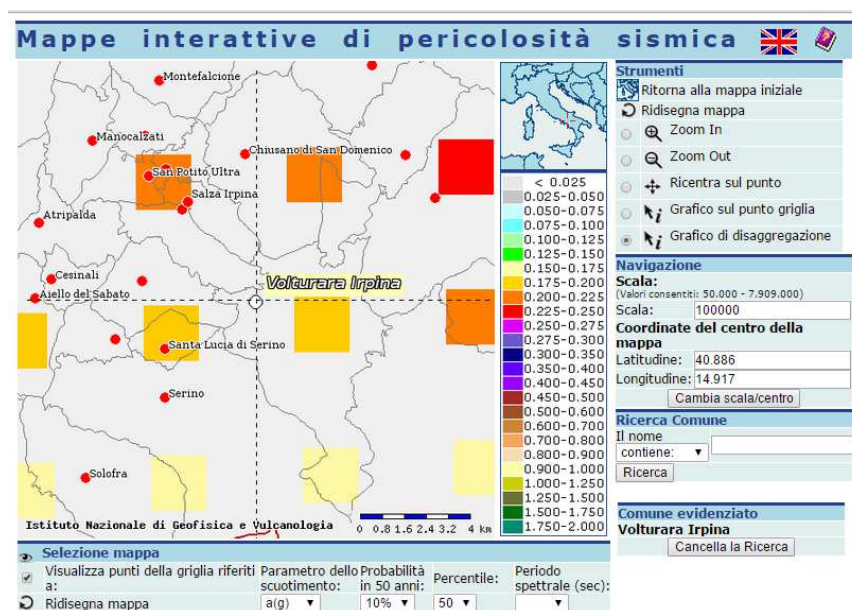 Mappe interattive di pericolosità sismica
Montefalcione
Manocalzati
Chiusano di San Domenico
San Potito Ultra
Salza Irpina
Atripalda
Cesinali
Volturara Irpina
Aiello del Sabato
Santa Lucia di Serino
Serino
Solofra
Istituto Nazionale di Geofisica e Vulcanologia
0 0.8 1.6 2.4 3.2 4 km
< 0.025
0.025-0.050
0.050-0.075
0.075-0.100
0.100-0.125
0.125-0.150
0.150-0.175
0.175-0.200
0.200-0.225
0.225-0.250
0.250-0.275
0.275-0.300
0.300-0.350
0.350-0.400
0.400-0.450
0.450-0.500
0.500-0.600
0.600-0.700
0.700-0.800
0.800-0.900
0.900-1.000
1.000-1.250
1.250-1.500
1.500-1.750
1.750-2.000
Strumenti
Ritorna alla mappa iniziale
Ridisegna mappa
Zoom In
Zoom Out
Ricentra sul punto
i Grafico sul punto griglia
i Grafico di disaggregazione
Navigazione
Scala:
(Valori consentiti: 50.000 - 7.909.000)
Scala: 100000
Coordinate del centro della
mappa
Latitudine: 40.886
Longitudine: 14.917
Cambia scala/centro
Ricerca Comune
Il nome
contiene:
Ricerca
Comune evidenziato
Volturara Irpina
Cancella la Ricerca
Selezione mappa
Visualizza punti della griglia riferiti
a:
Parametro dello
scuotimento:
Probabilità
in 50 anni:
Percentile:
Periodo
spettrale (sec):
Ridisegna mappa
a(g) 10% 50